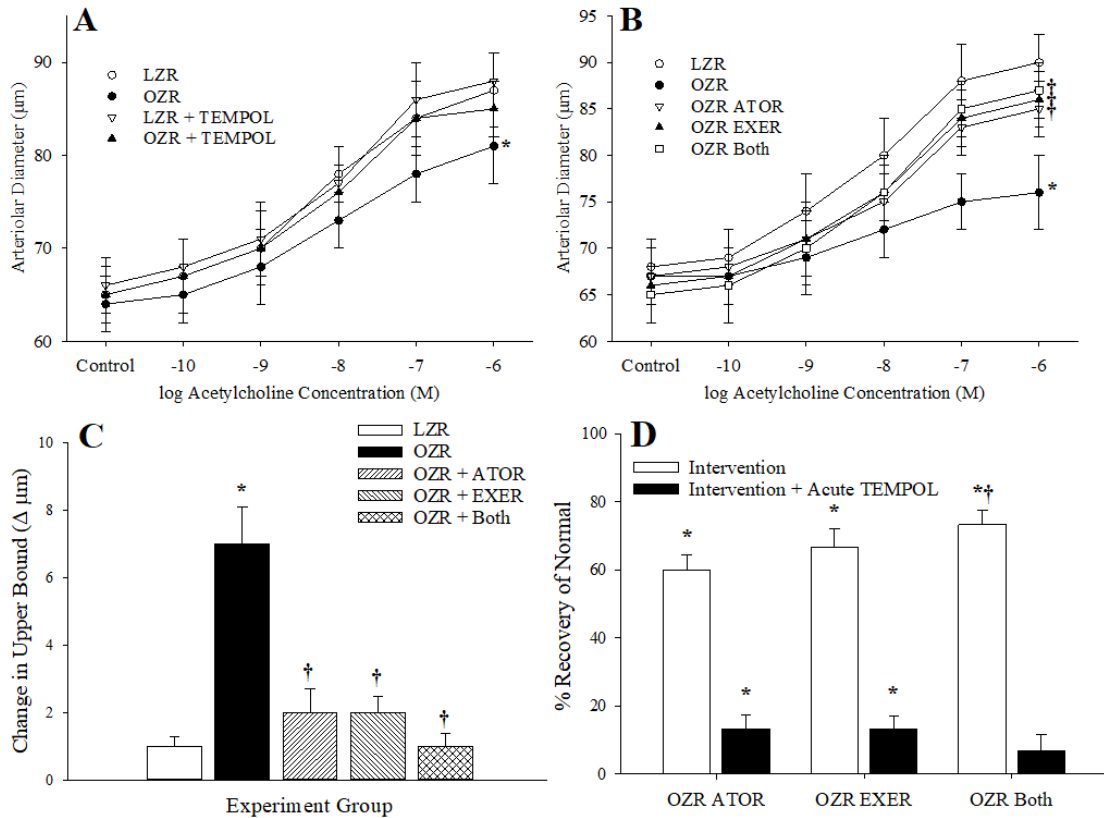 A
LZR
OZR
LZR + TEMPOL
OZR + TEMPOL
Arteriolar Diameter (µm)
90
80
70
60
*
Control -10 -9 -8 -7 -6
log Acetylcholine Concentration (M)
B
LZR
OZR
OZR ATOR
OZR EXER
OZR Both
Arteriolar Diameter (µm)
95
90
85
80
75
70
65
60
†
†
†
*
Control -10 -9 -8 -7 -6
log Acetylcholine Concentration (M)
C
LZR
OZR
OZR + ATOR
OZR + EXER
OZR + Both
Change in Upper Bound (Δ µm)
10
8
6
4
2
0
*
† † †
Experiment Group
D
Intervention
Intervention + Acute TEMPOL
% Recovery of Normal
100
80
60
40
20
0
* * *†
* *
OZR ATOR OZR EXER OZR Both